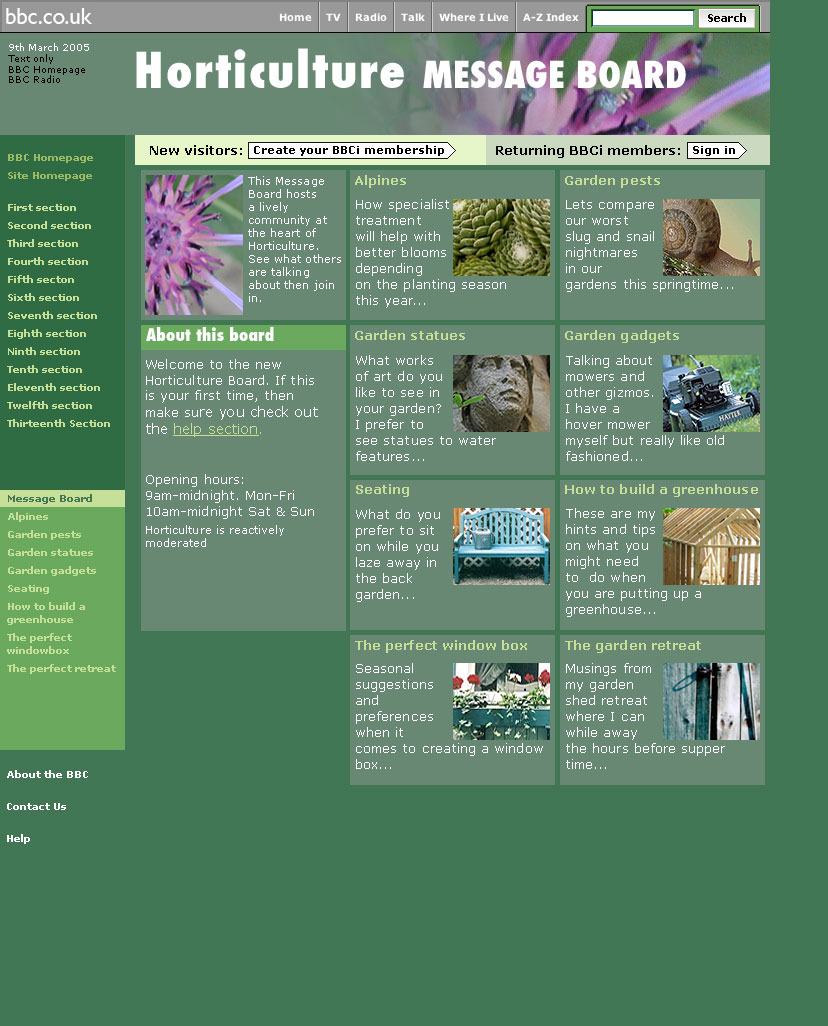 bbc.co.uk
Home
TV
Radio
Talk
Where I Live
A-Z Index
Search
9th March 2005
Text only
BBC Homepage
BBC Radio
Horticulture MESSAGE BOARD
New visitors: Create your BBCi membership
Returning BBCi members: Sign in
BBC Homepage
Site Homepage
First section
Second section
Third section
Fourth section
Fifth secton
Sixth section
Seventh section
Eighth section
Ninth section
Tenth section
Eleventh section
Twelfth section
Thirteenth Section
Message Board
Alpines
Garden pests
Garden statues
Garden gadgets
Seating
How to build a
greenhouse
The perfect
windowbox
The perfect retreat
About the BBC
Contact Us
Help
This Message
Board hosts
a lively
community at
the heart of
Horticulture.
See what others
are talking
about then join
in.
About this board
Welcome to the new
Horticulture Board. If this
is your first time, then
make sure you check out
the help section.
Opening hours:
9am-midnight. Mon-Fri
10am-midnight Sat & Sun
Horticulture is reactively
moderated
Alpines
How specialist
treatment
will help with
better blooms
depending
on the planting season
this year...
Garden pests
Lets compare
our worst
slug and snail
nightmares
in our
gardens this springtime...
Garden statues
What works
of art do you
like to see in
your garden?
I prefer to
see statues to water
features...
Garden gadgets
Talking about
mowers and
other gizmos.
I have a
hover mower
myself but really like old
fashioned...
HAYTER
Seating
What do you
prefer to sit
on while you
laze away in
the back
garden...
How to build a greenhouse
These are my
hints and tips
on what you
might need
to do when
you are putting up a
greenhouse...
The perfect window box
Seasonal
suggestions
and
preferences
when it
comes to creating a window
box...
The garden retreat
Musings from
my garden
shed retreat
where I can
while away
the hours before supper
time...